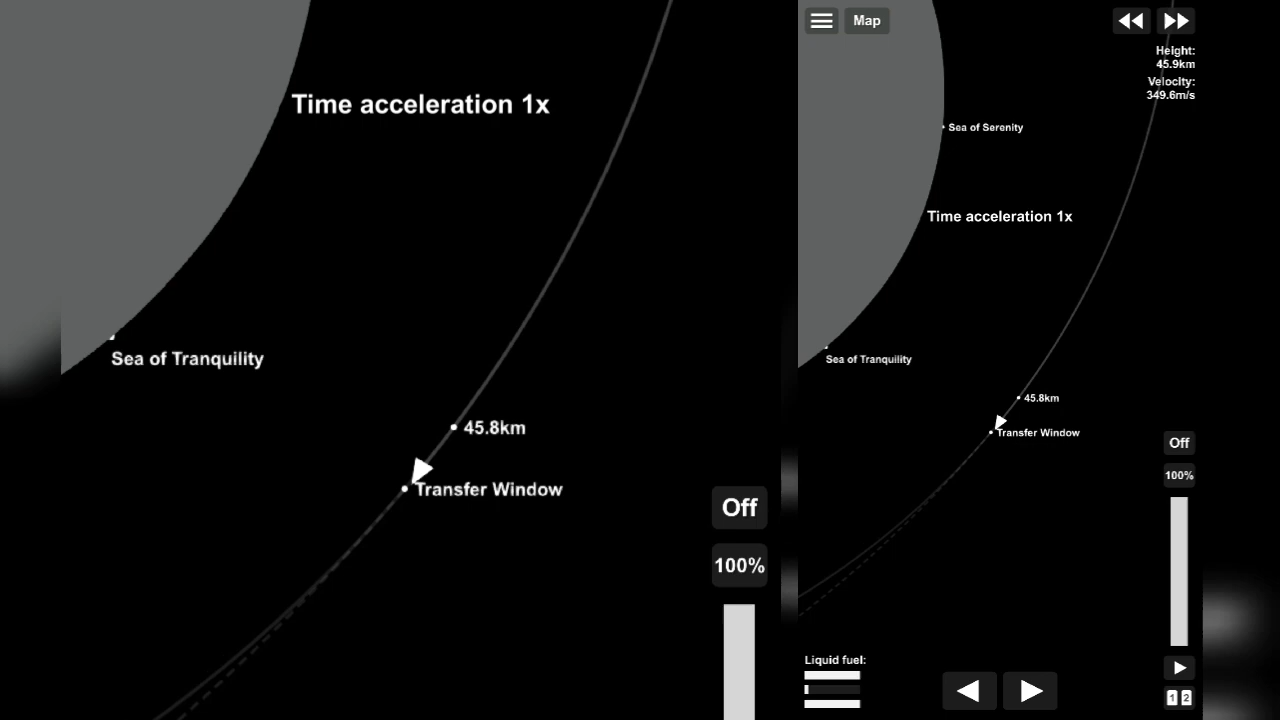 Time acceleration 1x
Sea of Tranquility
45.8km
Transfer Window
Off
100%
Map
Height:
45.9km
Velocity:
349.6m/s
Sea of Serenity
Time acceleration 1x
Sea of Tranquility
45.8km
Transfer Window
Off
100%
Liquid fuel:
1 2